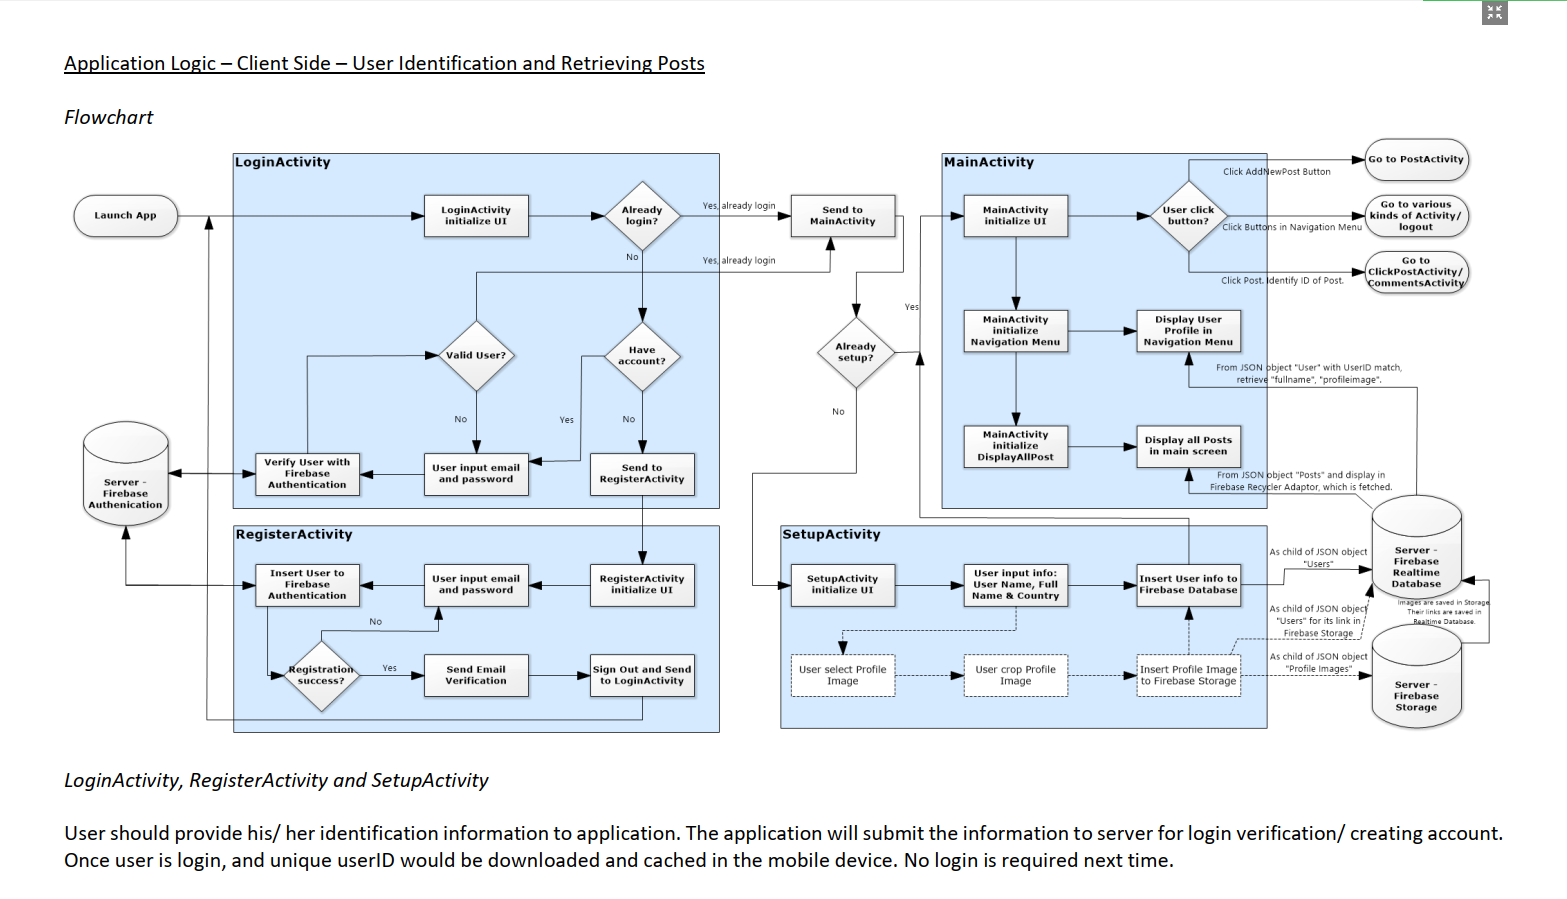 Application Logic – Client Side – User Identification and Retrieving Posts
Flowchart
LoginActivity
Launch App
LoginActivity
initialize UI
Already
login?
Yes, already login
Send to
MainActivity
No
Yes, already login
Valid User?
Have
account?
No
Yes
No
Verify User with
Firebase
Authentication
User input email
and password
Send to
RegisterActivity
Server -
Firebase
Authenication
RegisterActivity
Insert User to
Firebase
Authentication
User input email
and password
RegisterActivity
initialize UI
No
Registration
success?
Yes
Send Email
Verification
Sign Out and Send
to LoginActivity
Already
setup?
Yes
No
MainActivity
MainActivity
initialize UI
User click
button?
Click AddNewPost Button
Go to PostActivity
Click Buttons in Navigation Menu
Go to various
kinds of Activity/
logout
Click Post. Identify ID of Post.
Go to
ClickPostActivity/
CommentsActivity
MainActivity
initialize
Navigation Menu
Display User
Profile in
Navigation Menu
From JSON object "User" with UserID match,
retrieve "fullname", "profileimage".
MainActivity
initialize
DisplayAllPost
Display all Posts
in main screen
From JSON object "Posts" and display in
Firebase Recycler Adaptor, which is fetched.
SetupActivity
SetupActivity
initialize UI
User input info:
User Name, Full
Name & Country
Insert User info to
Firebase Database
As child of JSON object
"Users"
Server -
Firebase
Realtime
Database
As child of JSON object
"Users" for its link in
Firebase Storage
Images are saved in Storage.
Their links are saved in
Realtime Database.
User select Profile
Image
User crop Profile
Image
Insert Profile Image
to Firebase Storage
As child of JSON object
"Profile Images"
Server -
Firebase
Storage
LoginActivity, RegisterActivity and SetupActivity
User should provide his/ her identification information to application. The application will submit the information to server for login verification/ creating account.
Once user is login, and unique userID would be downloaded and cached in the mobile device. No login is required next time.